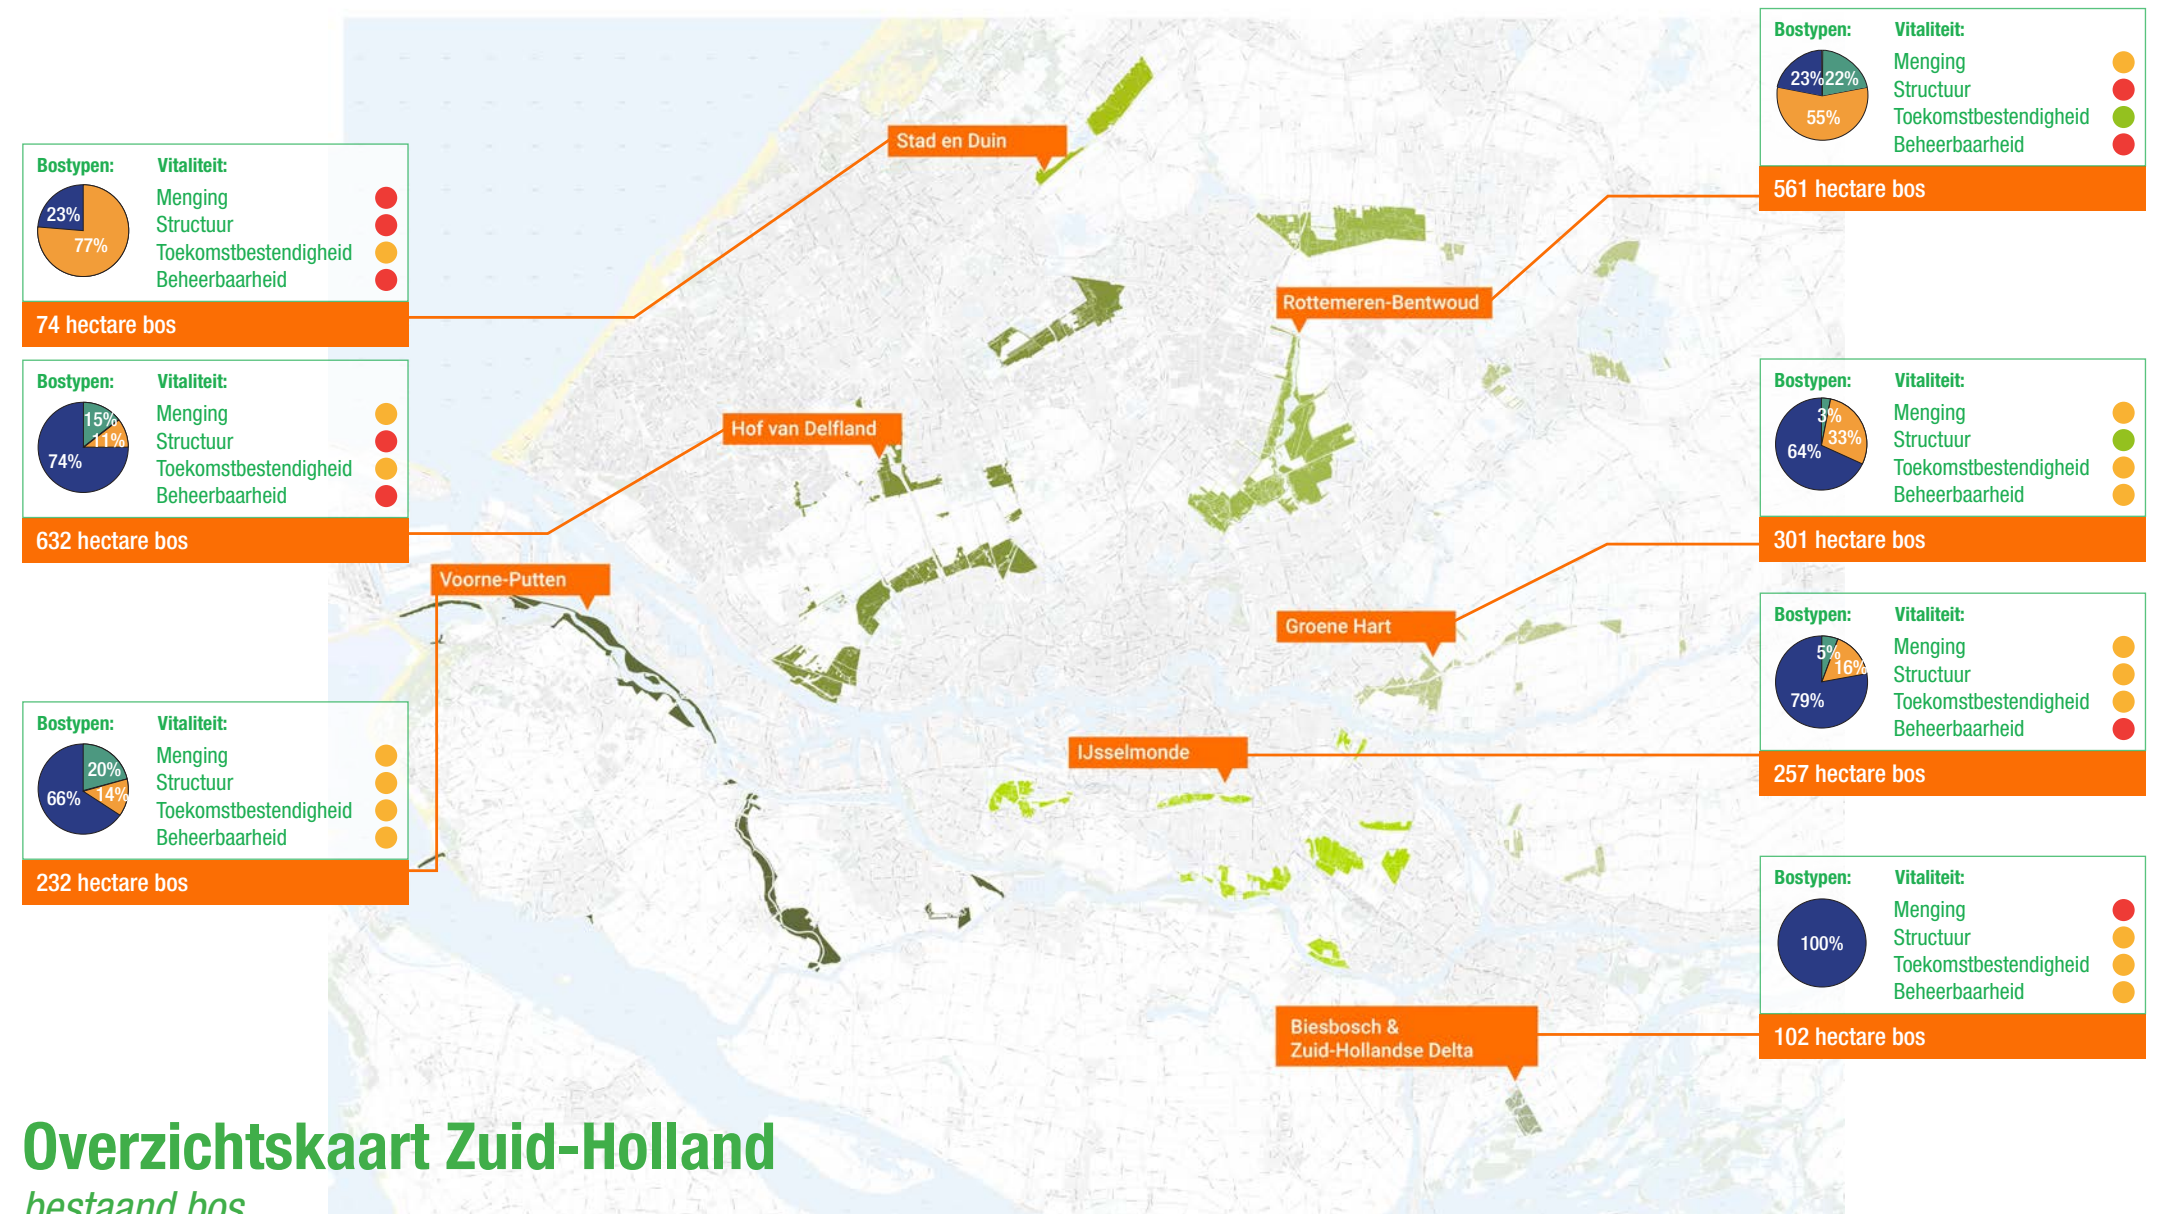 Bostypen: Vitaliteit:
23%
77%
Menging
Structuur
Toekomstbestendigheid
Beheerbaarheid
74 hectare bos
Bostypen: Vitaliteit:
15%
11%
74%
Menging
Structuur
Toekomstbestendigheid
Beheerbaarheid
632 hectare bos
Bostypen: Vitaliteit:
20%
14%
66%
Menging
Structuur
Toekomstbestendigheid
Beheerbaarheid
232 hectare bos
Stad en Duin
Rottemeren-Bentwoud
Hof van Delfland
Voorne-Putten
Groene Hart
IJsselmonde
Biesbosch &
Zuid-Hollandse Delta
Bostypen: Vitaliteit:
23% 22%
55%
Menging
Structuur
Toekomstbestendigheid
Beheerbaarheid
561 hectare bos
Bostypen: Vitaliteit:
3%
33%
64%
Menging
Structuur
Toekomstbestendigheid
Beheerbaarheid
301 hectare bos
Bostypen: Vitaliteit:
5%
16%
79%
Menging
Structuur
Toekomstbestendigheid
Beheerbaarheid
257 hectare bos
Bostypen: Vitaliteit:
100%
Menging
Structuur
Toekomstbestendigheid
Beheerbaarheid
102 hectare bos
Overzichtskaart Zuid-Holland
bestaand bos